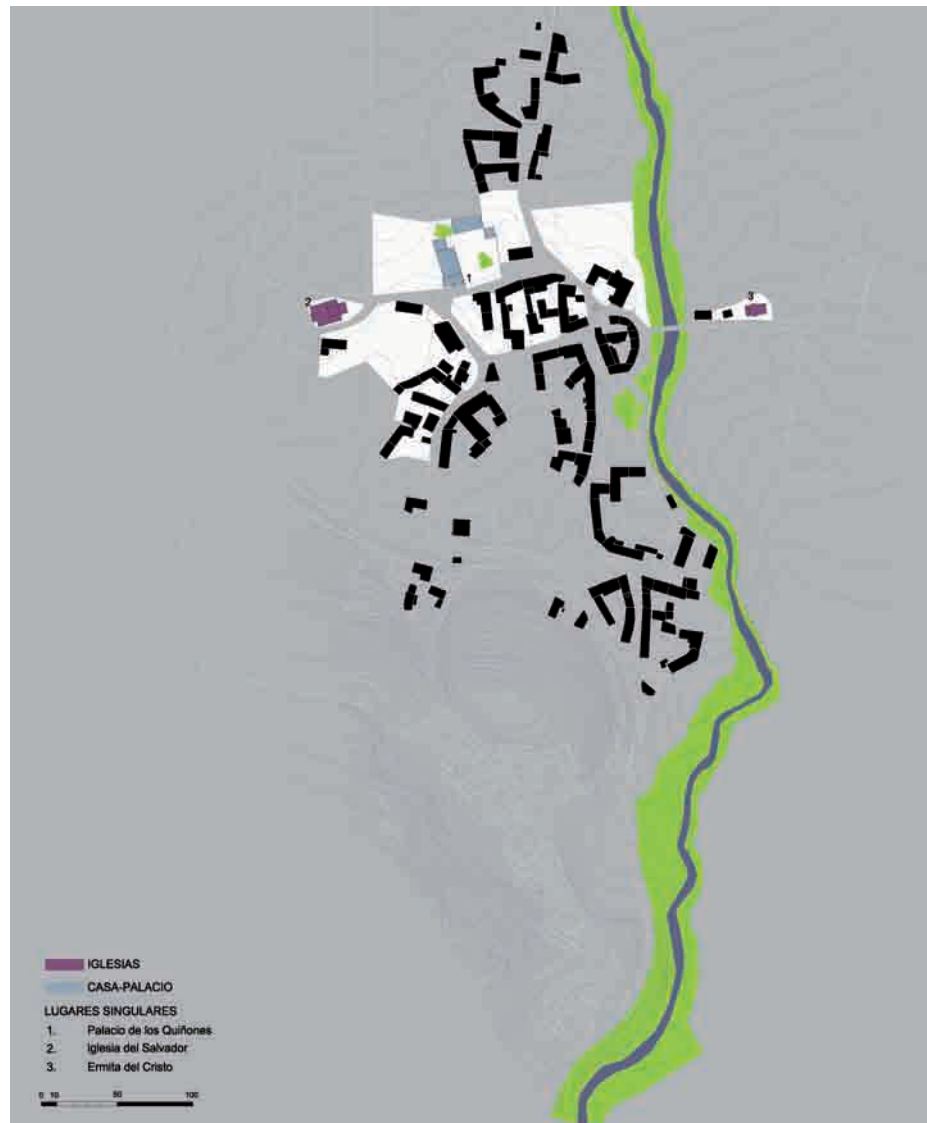 2
3
1
IGLESIAS
CASA-PALACIO
LUGARES SINGULARES
1. Palacio de los Quiñones
2. Iglesia del Salvador
3. Ermita del Cristo
0 10 50 100